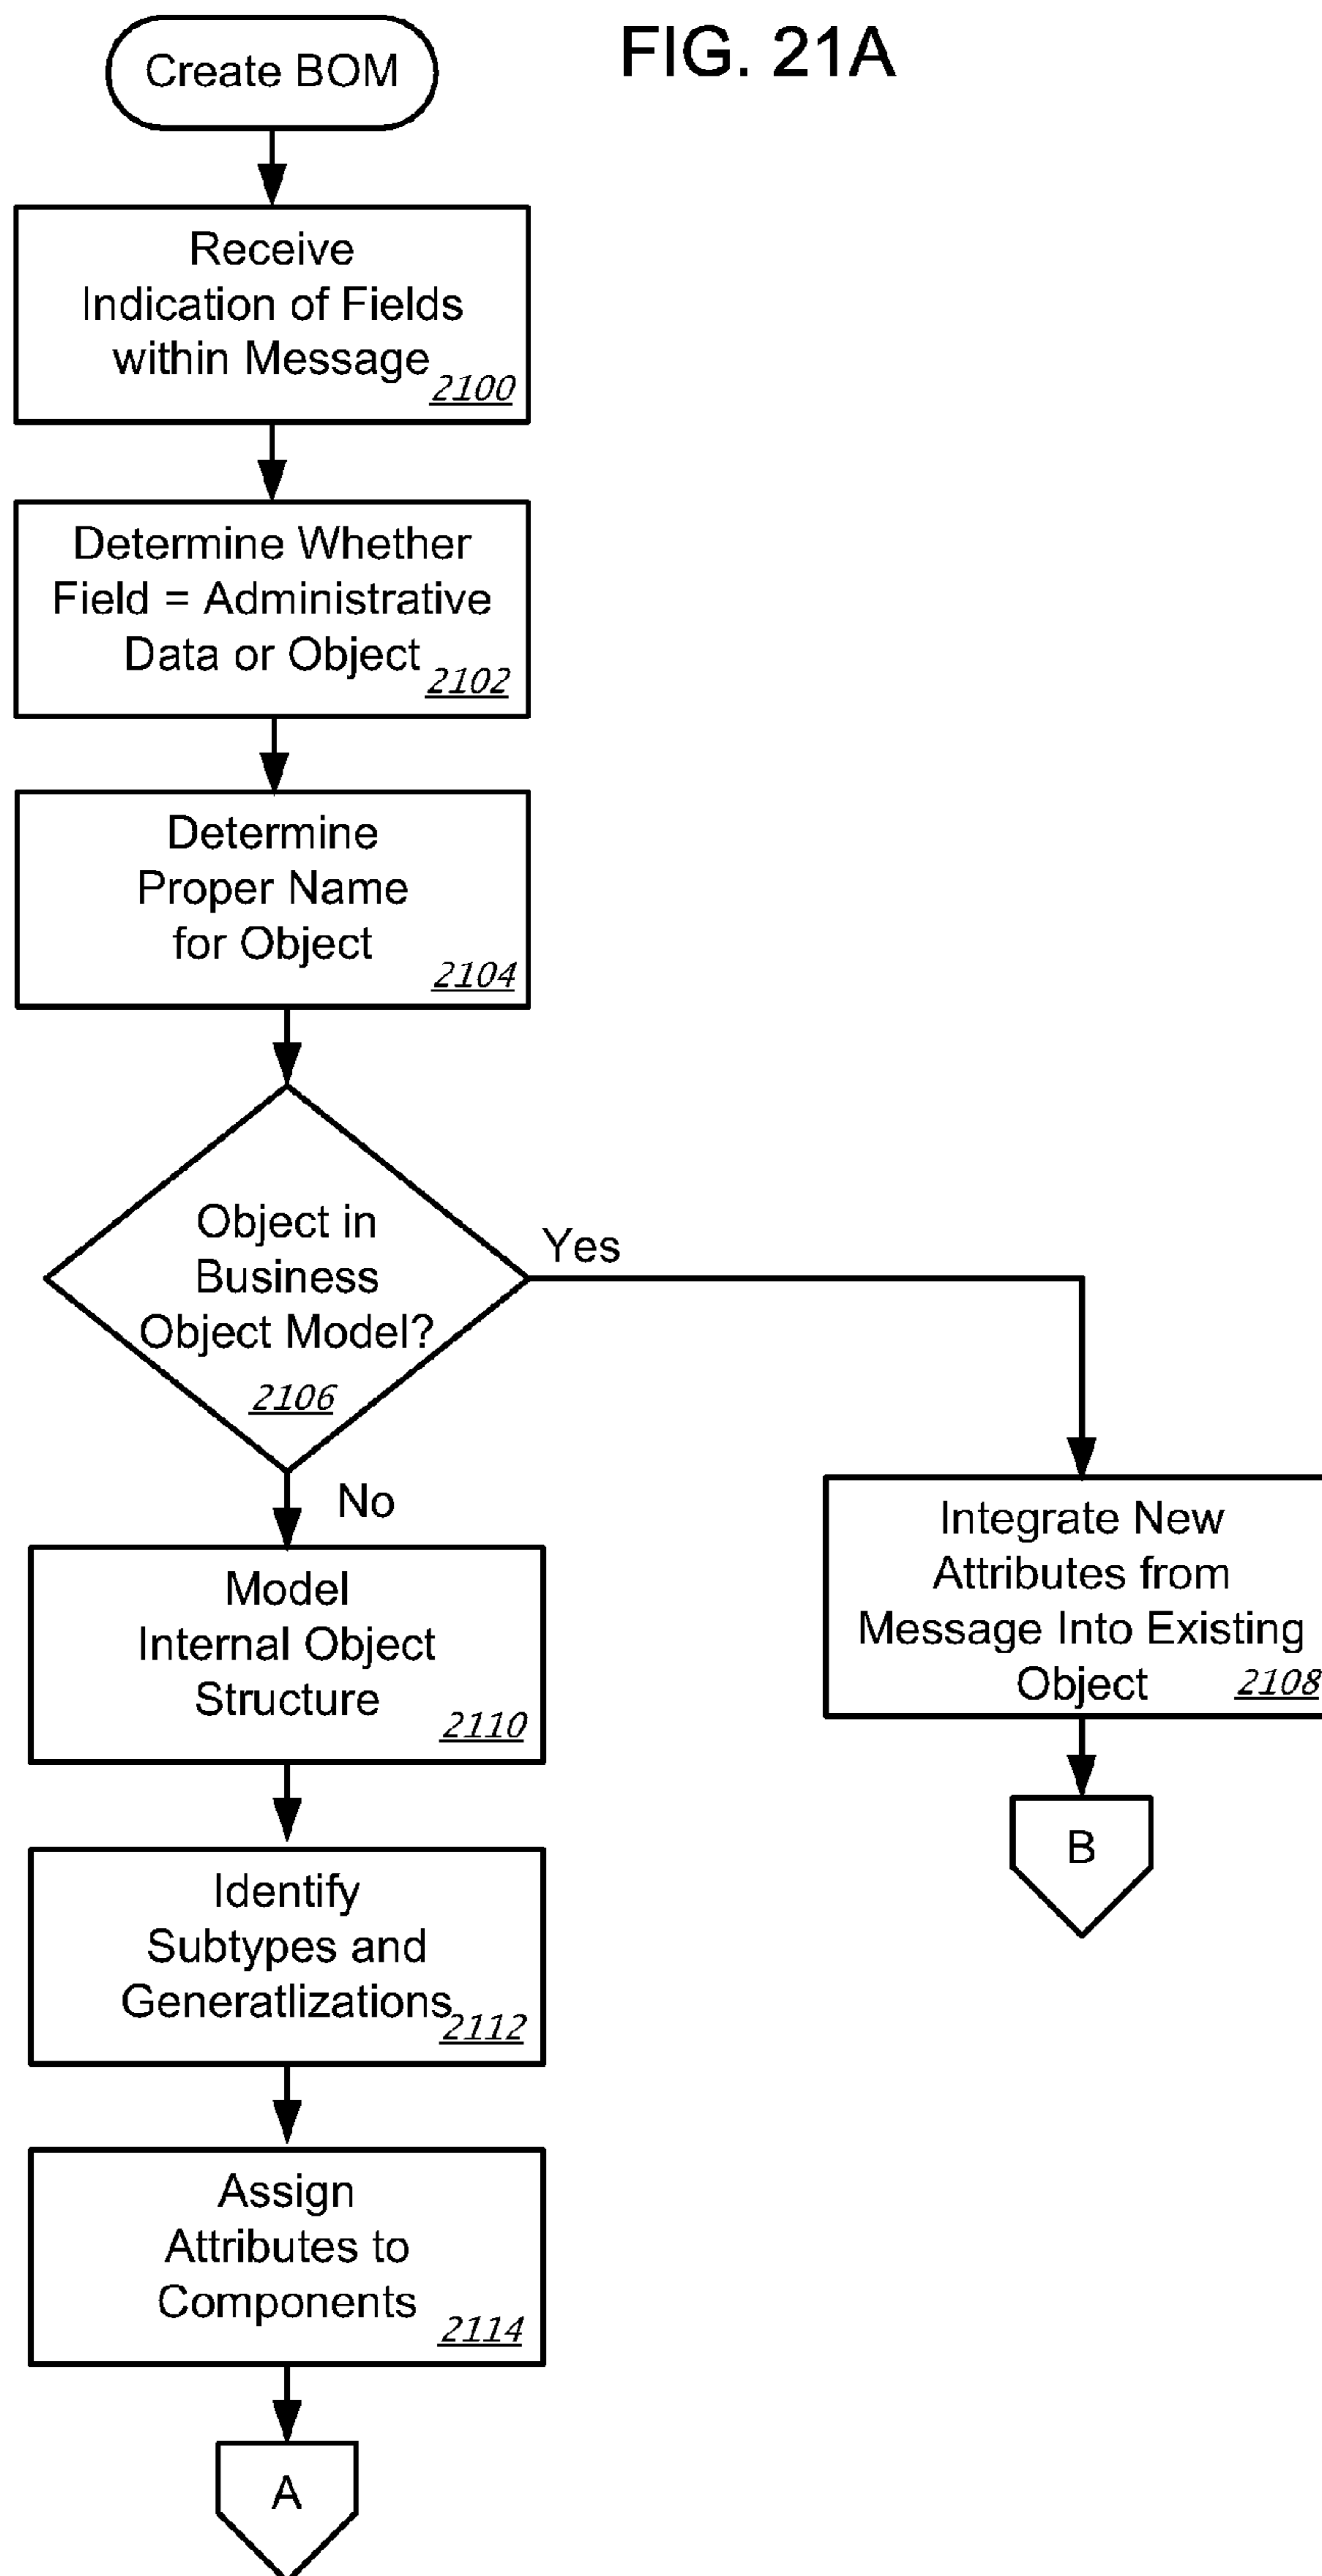 FIG. 21A
Create BOM
Receive
Indication of Fields
within Message
2100
Determine Whether
Field = Administrative
Data or Object
2102
Determine
Proper Name
for Object
2104
Object in
Business
Object Model?
2106
Yes
No
Integrate New
Attributes from
Message Into Existing
Object 2108
B
Model
Internal Object
Structure
2110
Identify
Subtypes and
Generatlizations
2112
Assign
Attributes to
Components
2114
A